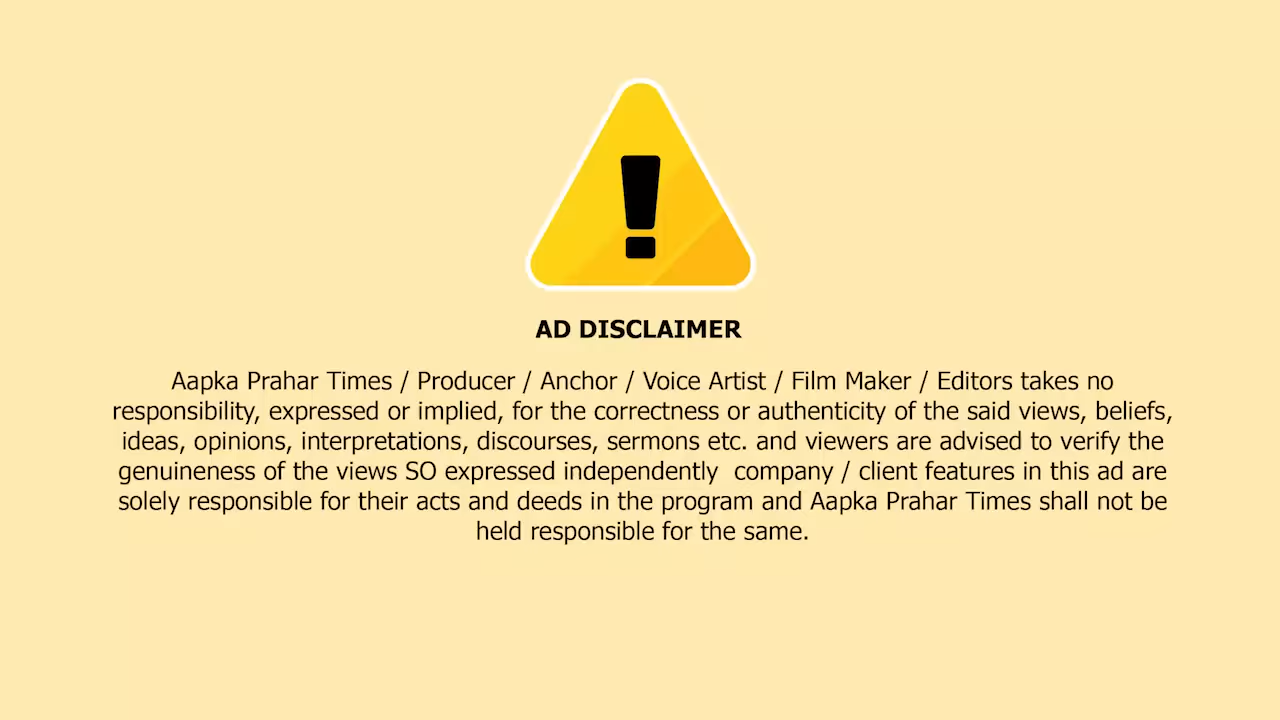 AD DISCLAIMER
Aapka Prahar Times / Producer / Anchor / Voice Artist / Film Maker / Editors takes no
responsibility, expressed or implied, for the correctness or authenticity of the said views, beliefs,
ideas, opinions, interpretations, discourses, sermons etc. and viewers are advised to verify the
genuineness of the views SO expressed independently  company / client features in this ad are
solely responsible for their acts and deeds in the program and Aapka Prahar Times shall not be
held responsible for the same.